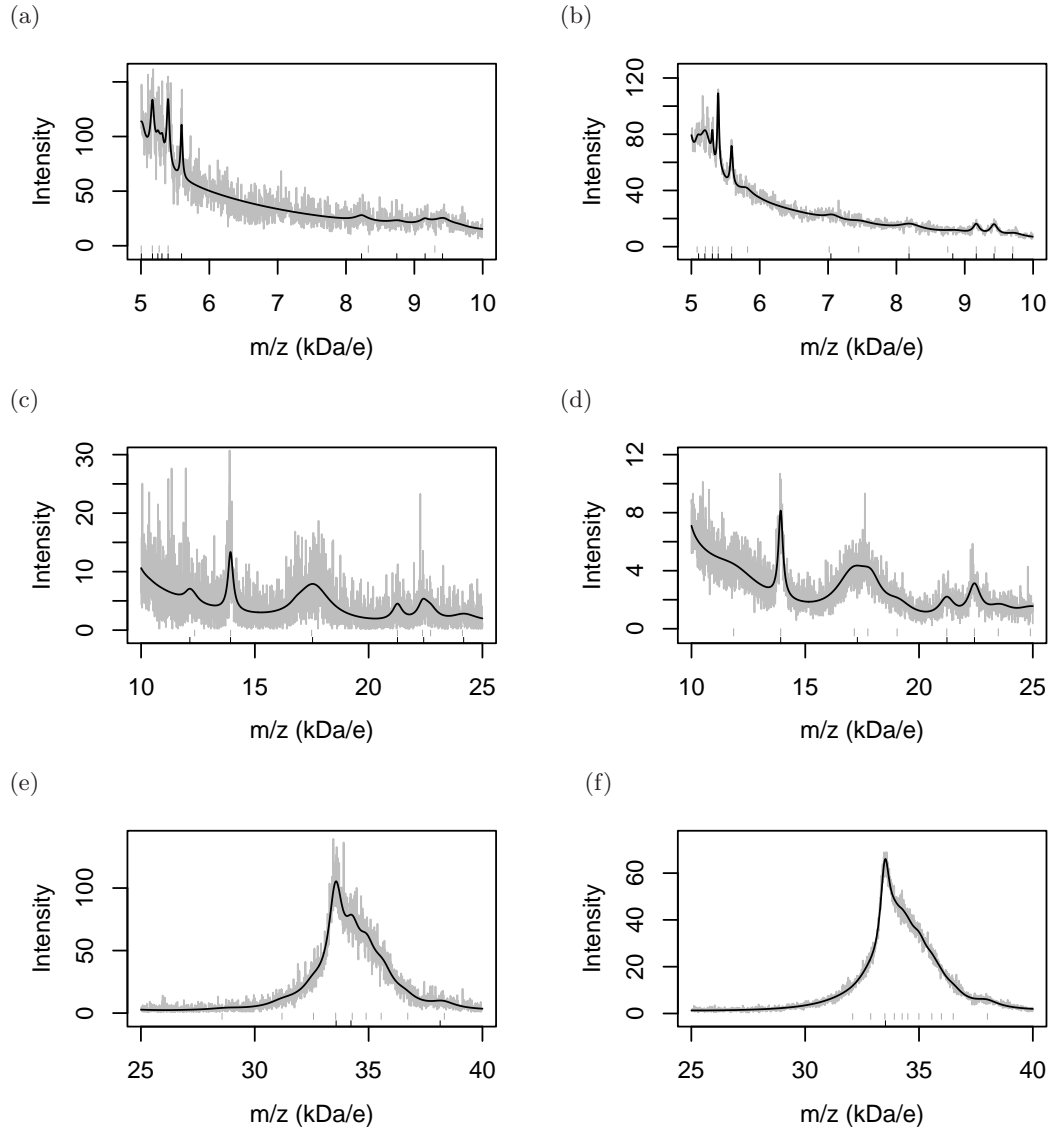 (a)
(b)
Intensity
0 50 100
5 6 7 8 9 10
m/z (kDa/e)
Intensity
0 40 80 120
5 6 7 8 9 10
m/z (kDa/e)
(c)
(d)
Intensity
0 10 20 30
10 15 20 25
m/z (kDa/e)
Intensity
0 4 8 12
10 15 20 25
m/z (kDa/e)
(e)
(f)
Intensity
0 50 100
25 30 35 40
m/z (kDa/e)
Intensity
0 20 40 60
25 30 35 40
m/z (kDa/e)